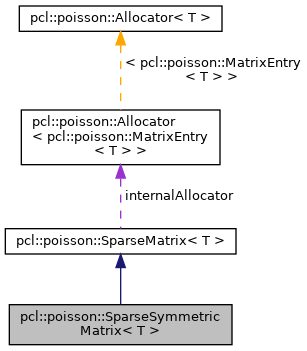 pcl::poisson::Allocator< T >
< pcl::poisson::MatrixEntry
< T > >
pcl::poisson::Allocator
< pcl::poisson::MatrixEntry
< T > >
internalAllocator
pcl::poisson::SparseMatrix< T >
pcl::poisson::SparseSymmetric
Matrix< T >